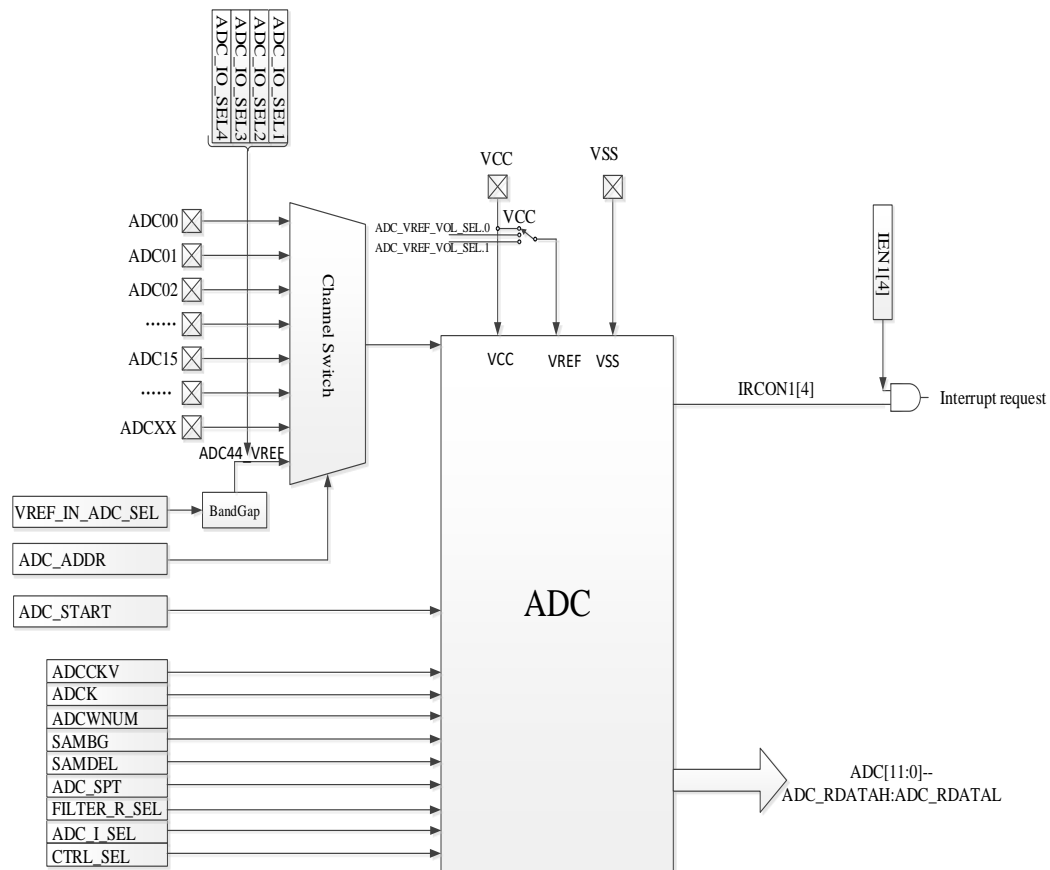 ADC_IO_SEL1
ADC_IO_SEL2
ADC_IO_SEL3
ADC_IO_SEL4
VCC
VSS
ADC00
ADC01
ADC02
......
ADC15
......
ADCXX
ADC44_VREF
Channel Switch
VCC
ADC_VREF_VOL_SEL.0
ADC_VREF_VOL_SEL.1
IEN1[4]
VCC
VREF
VSS
IRCON1[4]
Interrupt request
VREF_IN_ADC_SEL
BandGap
ADC_ADDR
ADC_START
ADC
ADCCKV
ADCK
ADCWNUM
SAMBG
SAMDEL
ADC_SPT
FILTER_R_SEL
ADC_I_SEL
CTRL_SEL
ADC[11:0]--
ADC_RDATAH:ADC_RDATAL